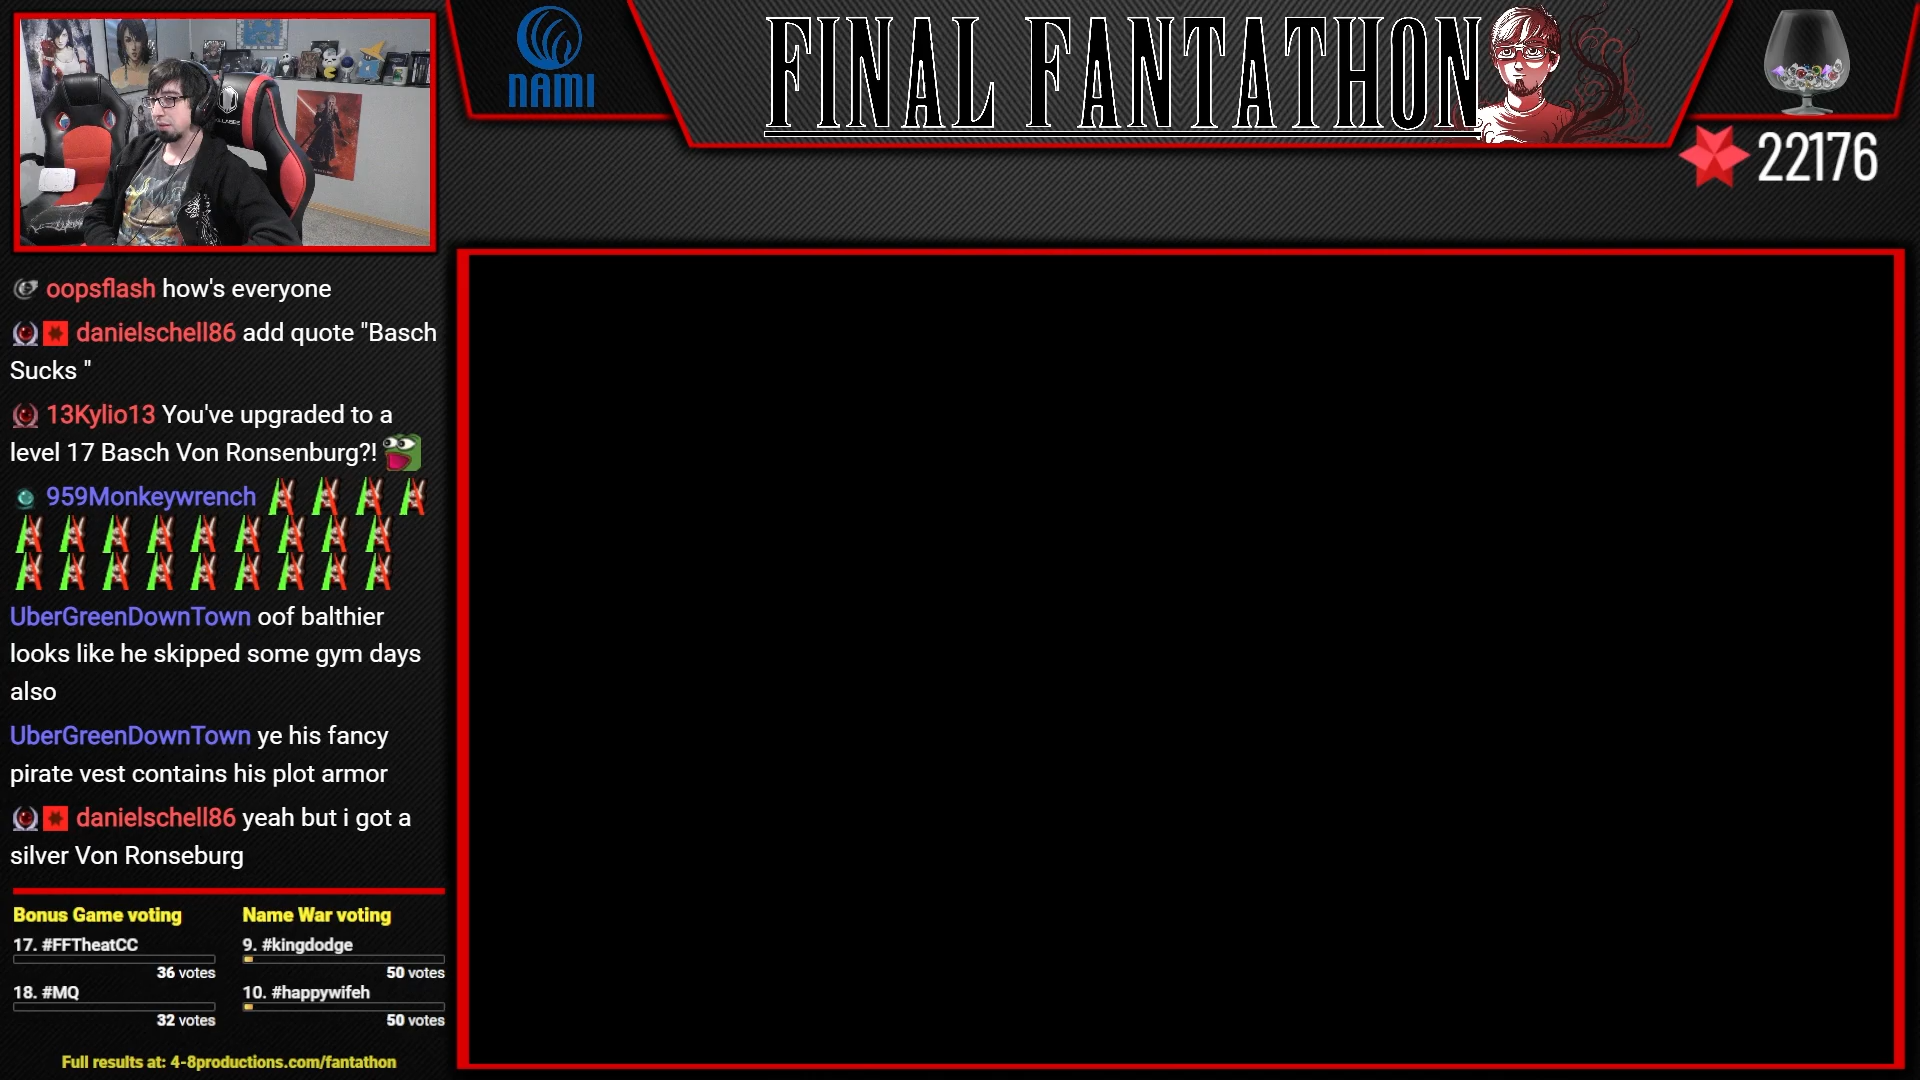 NAMI
FINAL FANTATHON
22176
oopsflash how's everyone
danielschell86 add quote "Basch
Sucks "
13Kylio13 You've upgraded to a
level 17 Basch Von Ronsenburg?!
959Monkeywrench
UberGreenDownTown oof balthier
looks like he skipped some gym days
also
UberGreenDownTown ye his fancy
pirate vest contains his plot armor
danielschell86 yeah but i got a
silver Von Ronseburg
Bonus Game voting
17. #FFTheatCC
36 votes
18. #MQ
32 votes
Name War voting
9. #kingdodge
50 votes
10. #happywifeh
50 votes
Full results at: 4-8productions.com/fantathon